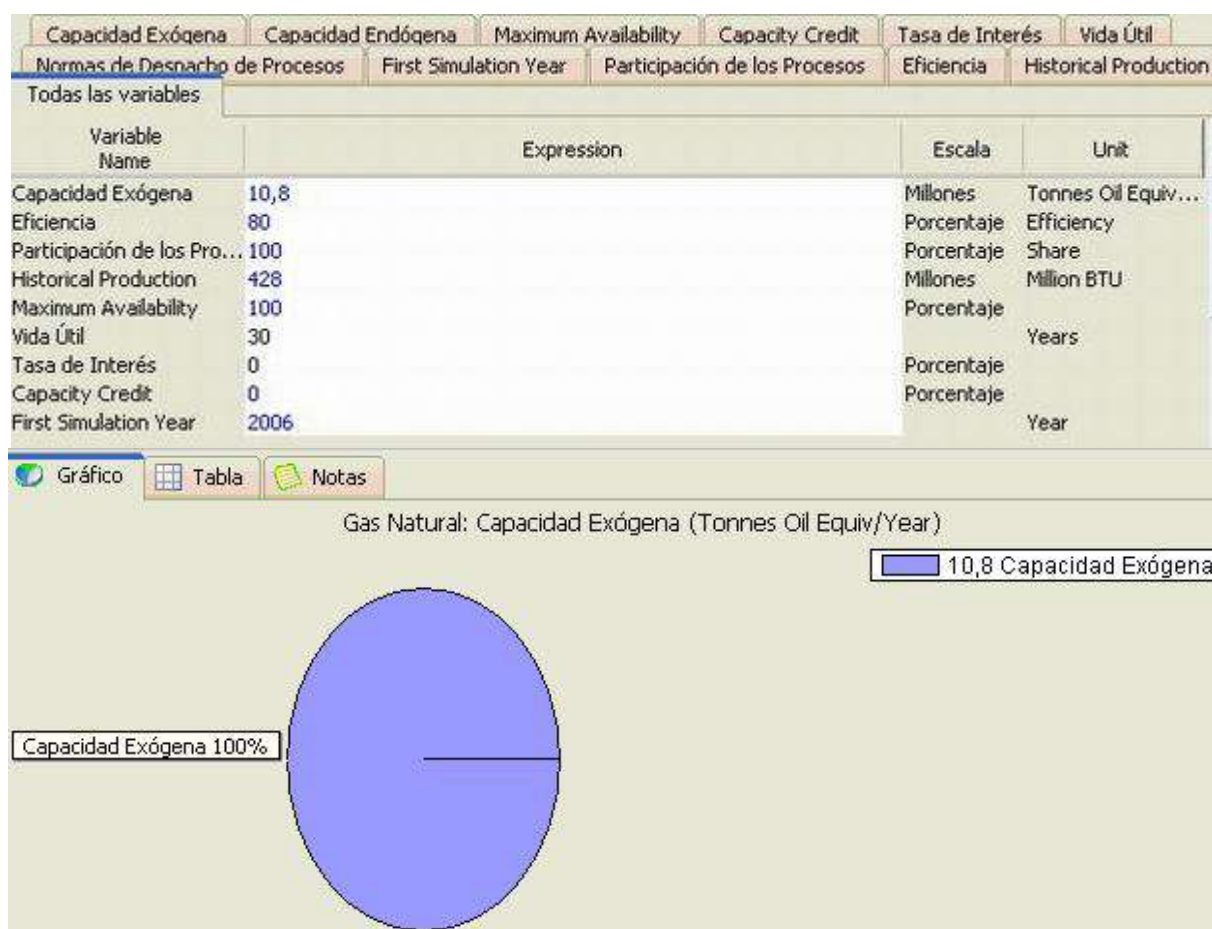 Capacidad Exógena Capacidad Endógena Maximum Availability Capacity Credit Tasa de Interés Vida Útil
Normas de Despacho de Procesos First Simulation Year Participación de los Procesos Eficiencia Historical Production
Todas las variables
Variable Name Expression Escala Unit
Capacidad Exógena 10,8 Millones Tonnes Oil Equiv...
Eficiencia 80 Porcentaje Efficiency
Participación de los Pro... 100 Porcentaje Share
Historical Production 428 Millones Million BTU
Maximum Availability 100 Porcentaje
Vida Útil 30 Years
Tasa de Interés 0 Porcentaje
Capacity Credit 0 Porcentaje
First Simulation Year 2006 Year
Gráfico Tabla Notas
Gas Natural: Capacidad Exógena (Tonnes Oil Equiv/Year)
10,8 Capacidad Exógena
Capacidad Exógena 100%